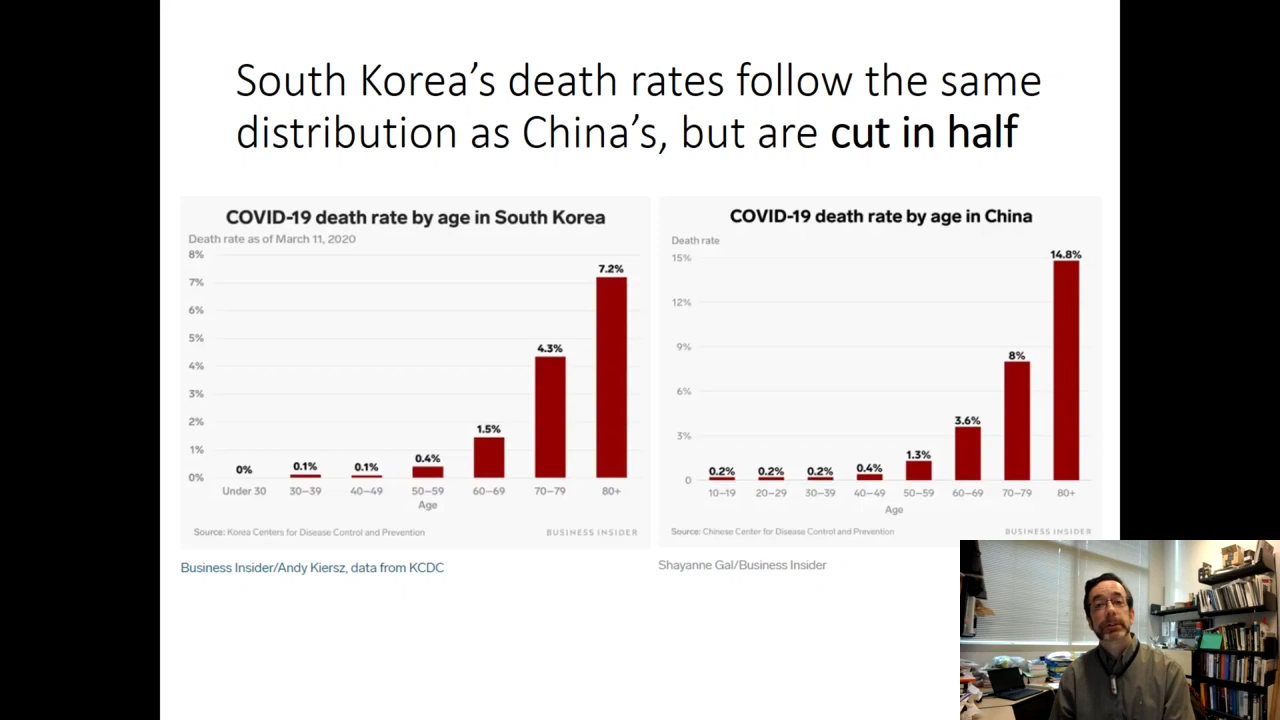 South Korea's death rates follow the same
distribution as China's, but are cut in half
COVID-19 death rate by age in South Korea
Death rate as of March 11, 2020
8%
7%
6%
5%
4%
3%
2%
1%
0%
0%
0.1%
0.1%
0.4%
1.5%
4.3%
7.2%
Under 30
30–39
40–49
50–59
60–69
70–79
80+
Age
Source: Korea Centers for Disease Control and Prevention
BUSINESS INSIDER
Business Insider/Andy Kiersz, data from KCDC
COVID-19 death rate by age in China
Death rate
15%
12%
9%
6%
3%
0
0.2%
0.2%
0.2%
0.4%
1.3%
3.6%
8%
14.8%
10–19
20–29
30–39
40–49
50–59
60–69
70–79
80+
Age
Source: Chinese Center for Disease Control and Prevention
BUSINESS INSIDER
Shayanne Gal/Business Insider